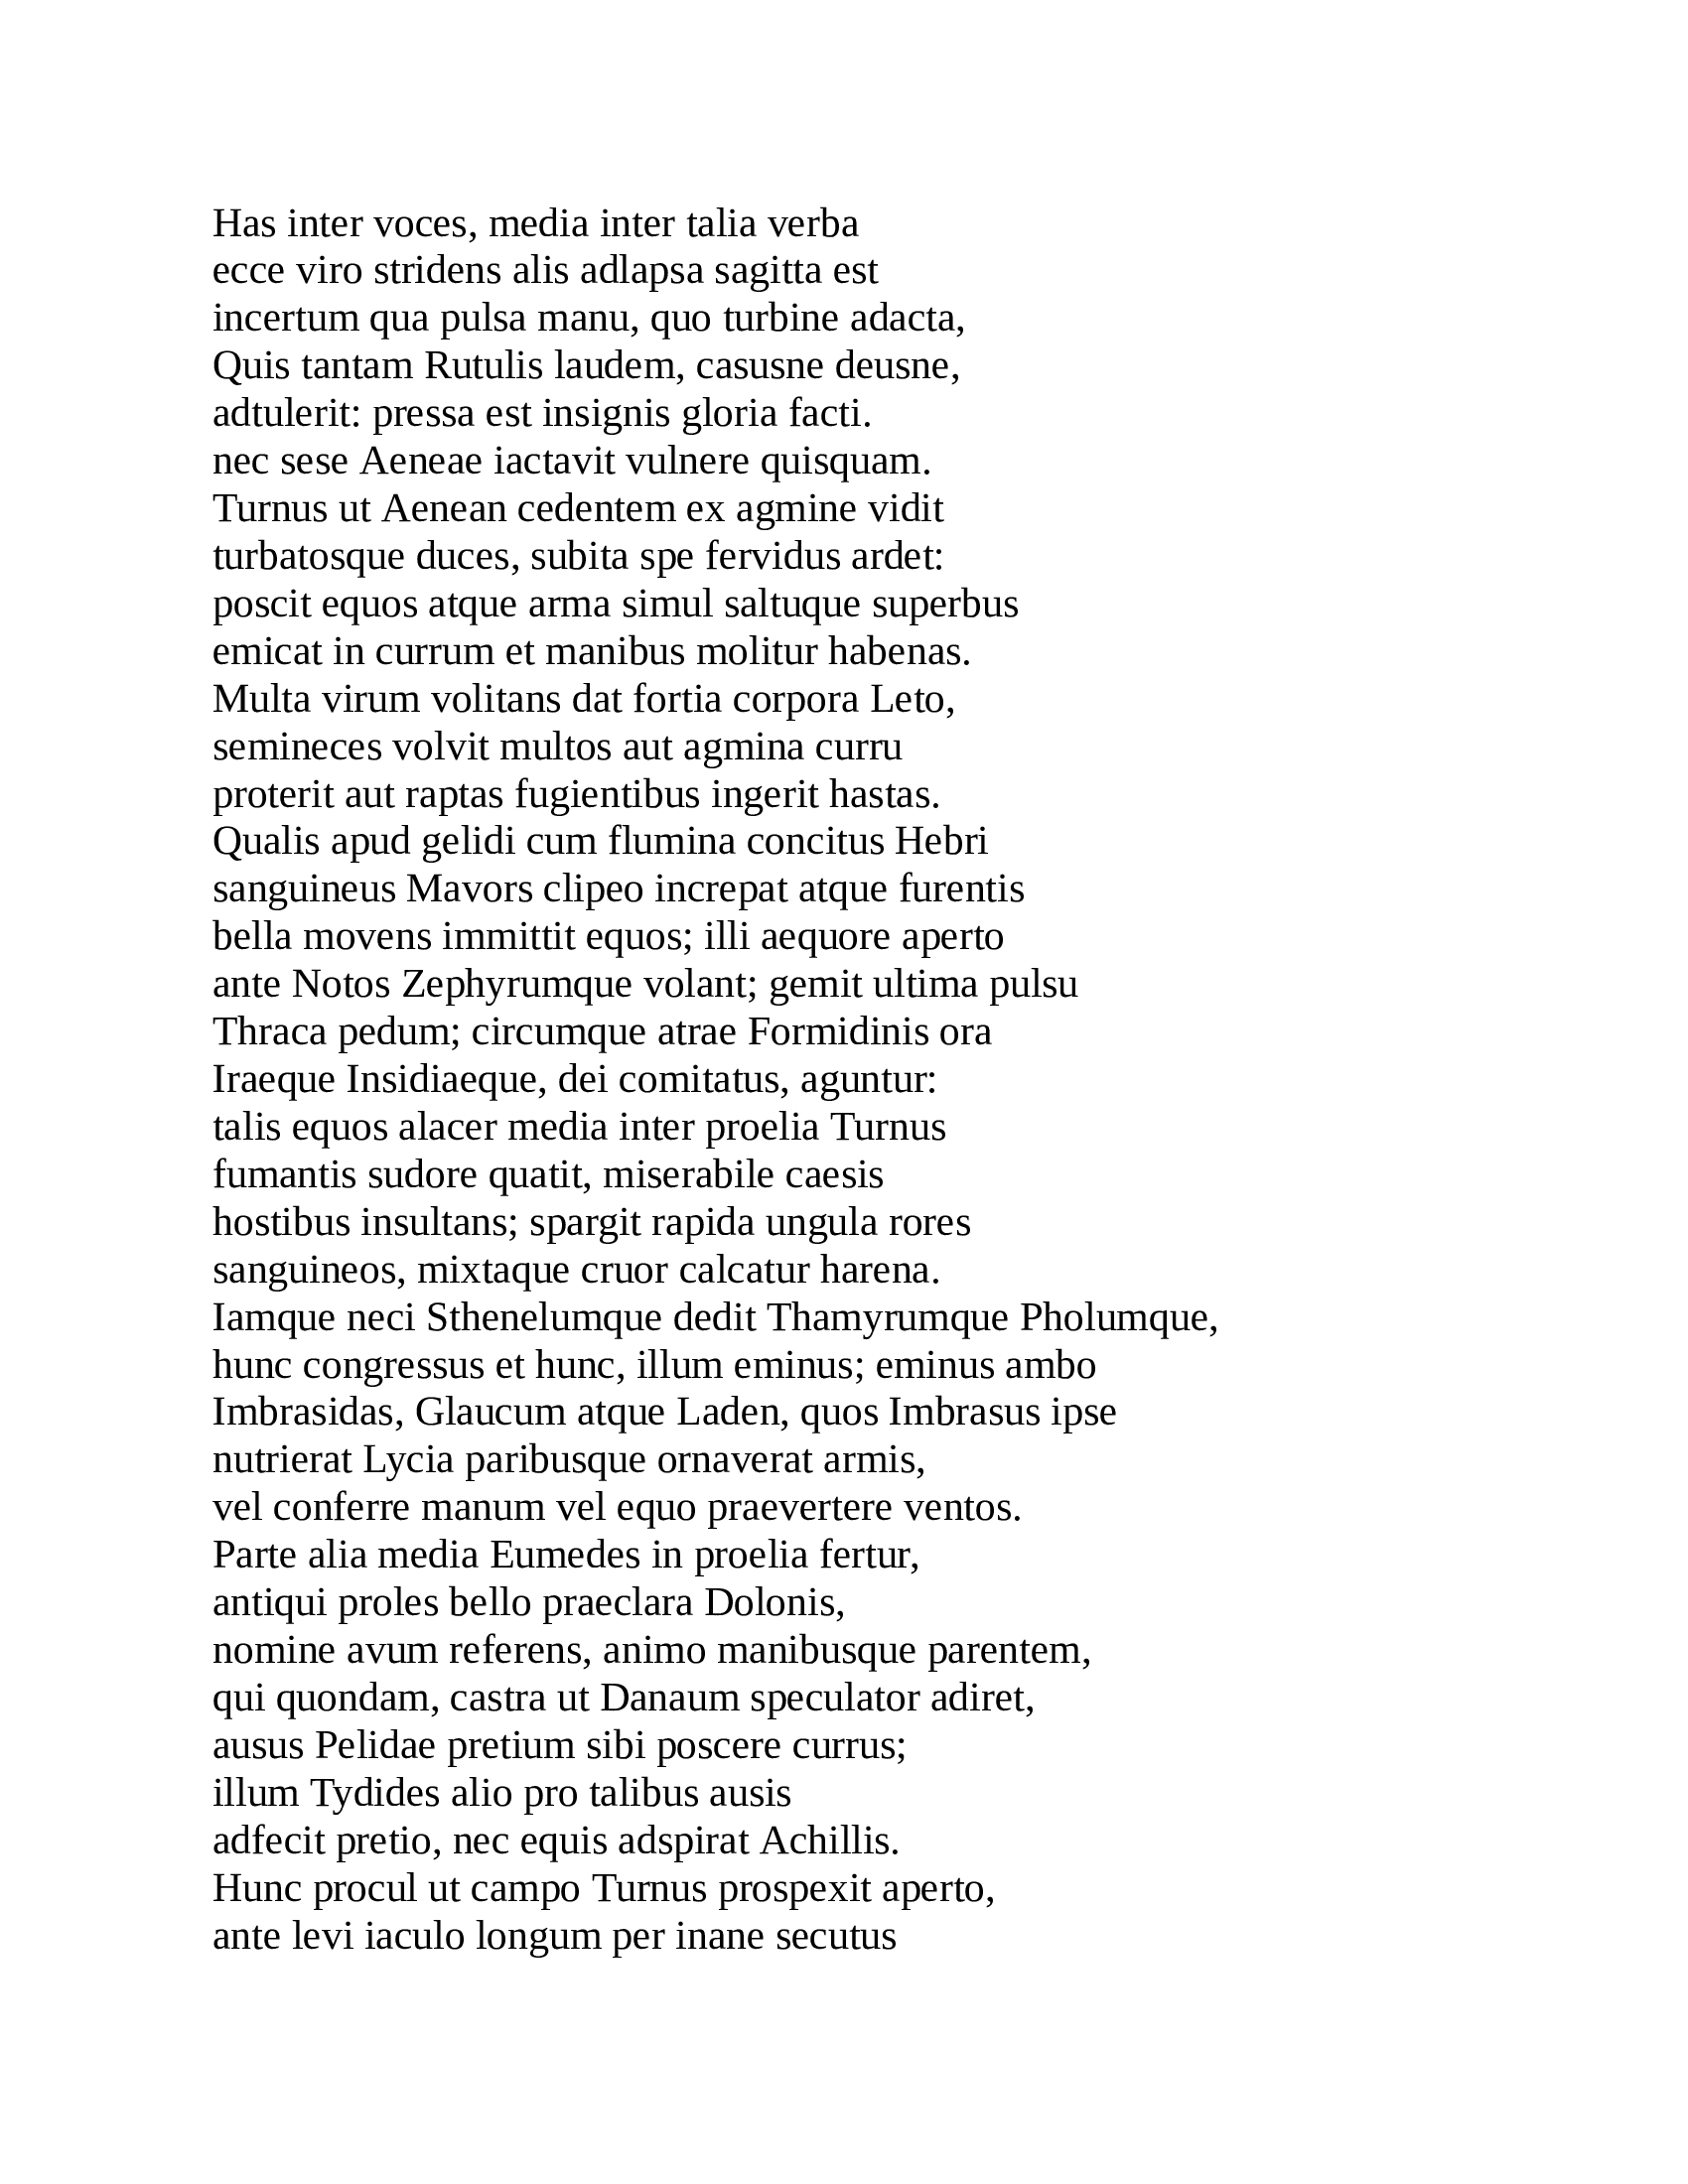 Has inter voces, media inter talia verba
ecce viro stridens alis adlapsa sagitta est
incertum qua pulsa manu, quo turbine adacta,
Quis tantam Rutulis laudem, casusne deusne,
adtulerit: pressa est insignis gloria facti.
nec sese Aeneae iactavit vulnere quisquam.
Turnus ut Aenean cedentem ex agmine vidit
turbatosque duces, subita spe fervidus ardet:
poscit equos atque arma simul saltuque superbus
emicat in currum et manibus molitur habenas.
Multa virum volitans dat fortia corpora Leto,
semineces volvit multos aut agmina curru
proterit aut raptas fugientibus ingerit hastas.
Qualis apud gelidi cum flumina concitus Hebri
sanguineus Mavors clipeo increpat atque furentis
bella movens immittit equos; illi aequore aperto
ante Notos Zephyrumque volant; gemit ultima pulsu
Thraca pedum; circumque atrae Formidinis ora
Iraeque Insidiaeque, dei comitatus, aguntur:
talis equos alacer media inter proelia Turnus
fumantis sudore quatit, miserabile caesis
hostibus insultans; spargit rapida ungula rores
sanguineos, mixtaque cruor calcatur harena.
Iamque neci Sthenelumque dedit Thamyrumque Pholumque,
hunc congressus et hunc, illum eminus; eminus ambo
Imbrasidas, Glaucum atque Laden, quos Imbrasus ipse
nutrierat Lycia paribusque ornaverat armis,
vel conferre manum vel equo praevertere ventos.
Parte alia media Eumedes in proelia fertur,
antiqui proles bello praeclara Dolonis,
nomine avum referens, animo manibusque parentem,
qui quondam, castra ut Danaum speculator adiret,
ausus Pelidae pretium sibi poscere currus;
illum Tydides alio pro talibus ausis
adfecit pretio, nec equis adspirat Achillis.
Hunc procul ut campo Turnus prospexit aperto,
ante levi iaculo longum per inane secutus